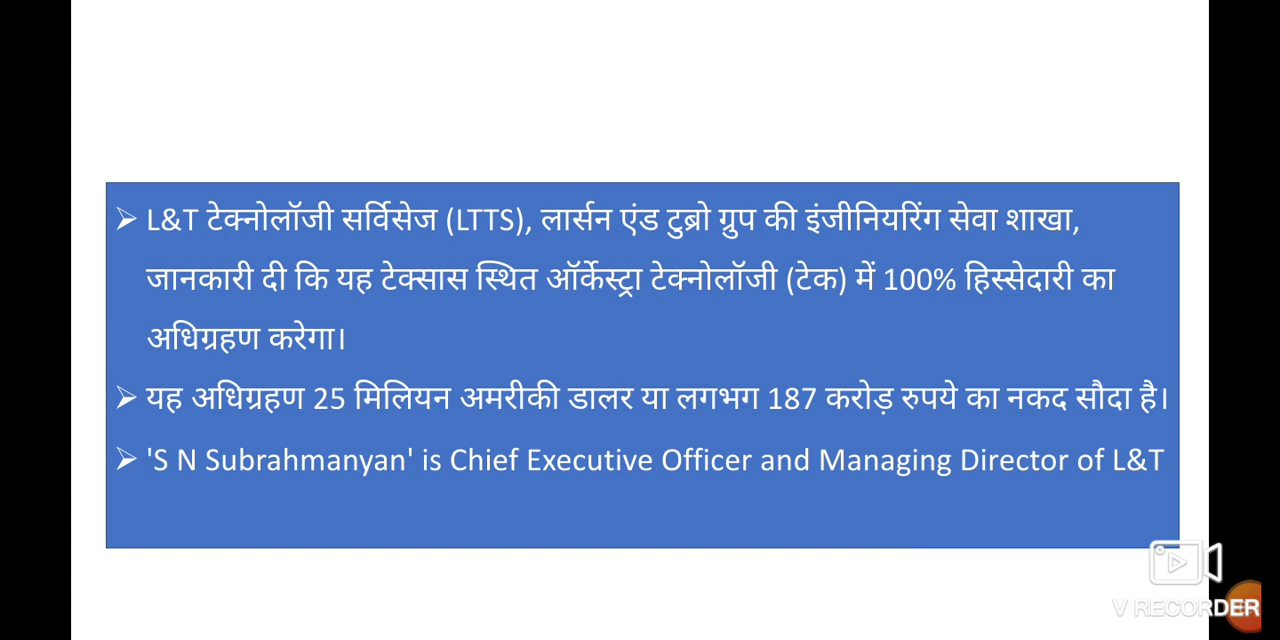 ➢ L&T टेक्नोलॉजी सर्विसेज (LTTS), लार्सन एंड टुब्रो ग्रुप की इंजीनियरिंग सेवा शाखा,
जानकारी दी कि यह टेक्सास स्थित ऑर्केस्ट्रा टेक्नोलॉजी (टेक) में 100% हिस्सेदारी का
अधिग्रहण करेगा।
➢ यह अधिग्रहण 25 मिलियन अमरीकी डालर या लगभग 187 करोड़ रुपये का नकद सौदा है।
➢ 'S N Subrahmanyan' is Chief Executive Officer and Managing Director of L&T
V RECORDER